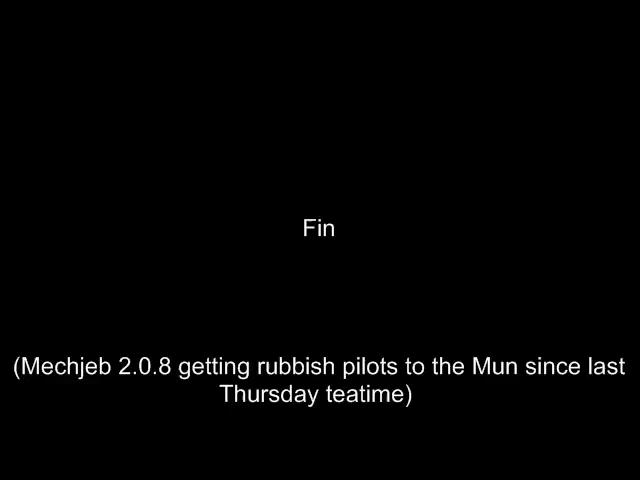 Fin
(Mechjeb 2.0.8 getting rubbish pilots to the Mun since last
Thursday teatime)